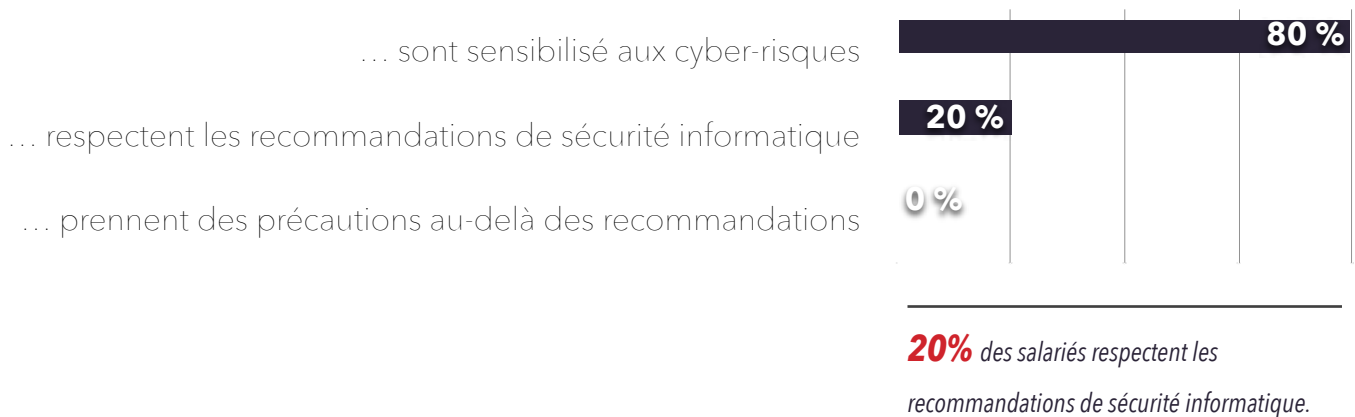 … sont sensibilisé aux cyber-risques
80 %
… respectent les recommandations de sécurité informatique
20 %
… prennent des précautions au-delà des recommandations
0 %
20% des salariés respectent les
recommandations de sécurité informatique.